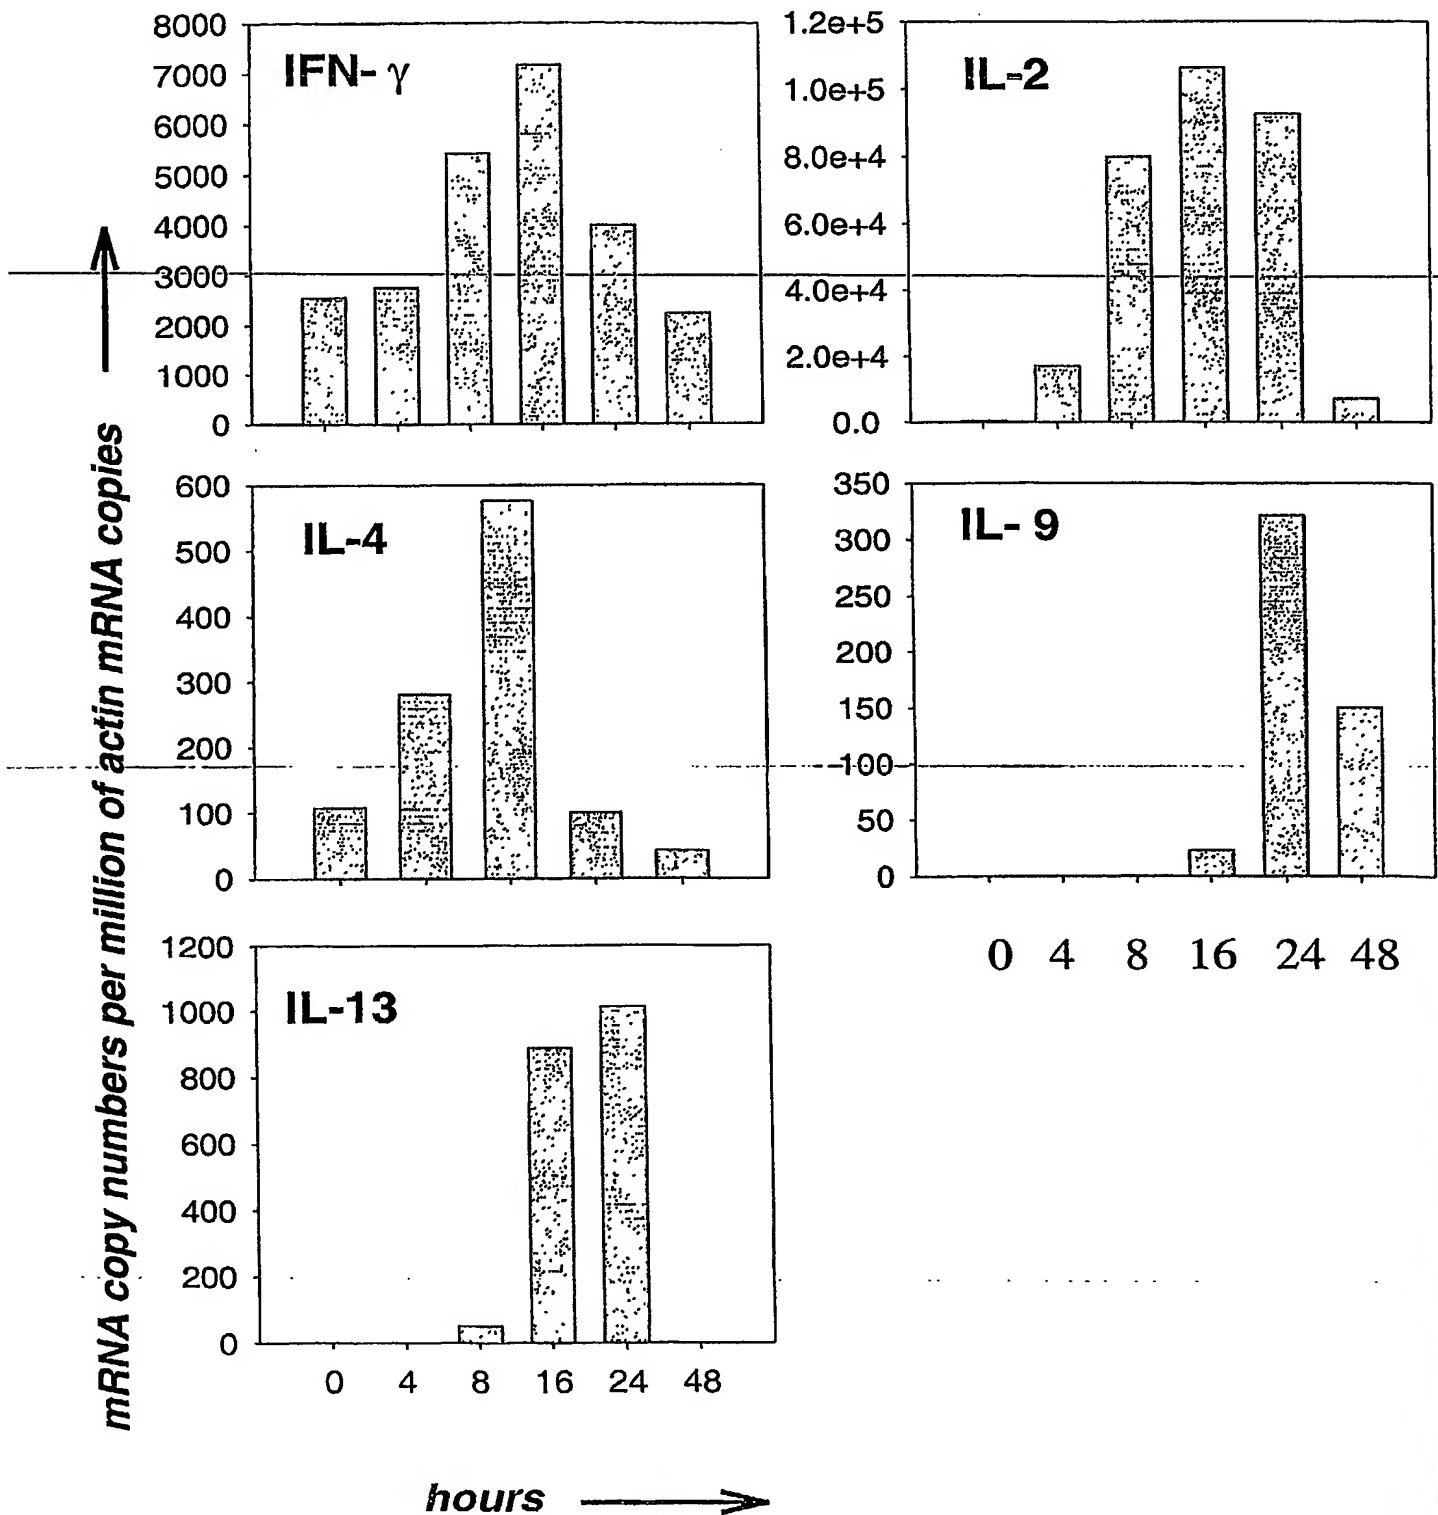 mRNA copy numbers per million of actin mRNA copies
IFN- γ
8000
7000
6000
5000
4000
3000
2000
1000
0
IL-2
1.2e+5
1.0e+5
8.0e+4
6.0e+4
4.0e+4
2.0e+4
0.0
IL-4
600
500
400
300
200
100
0
IL- 9
350
300
250
200
150
100
50
0
0 4 8 16 24 48
IL-13
1200
1000
800
600
400
200
0
0 4 8 16 24 48
hours